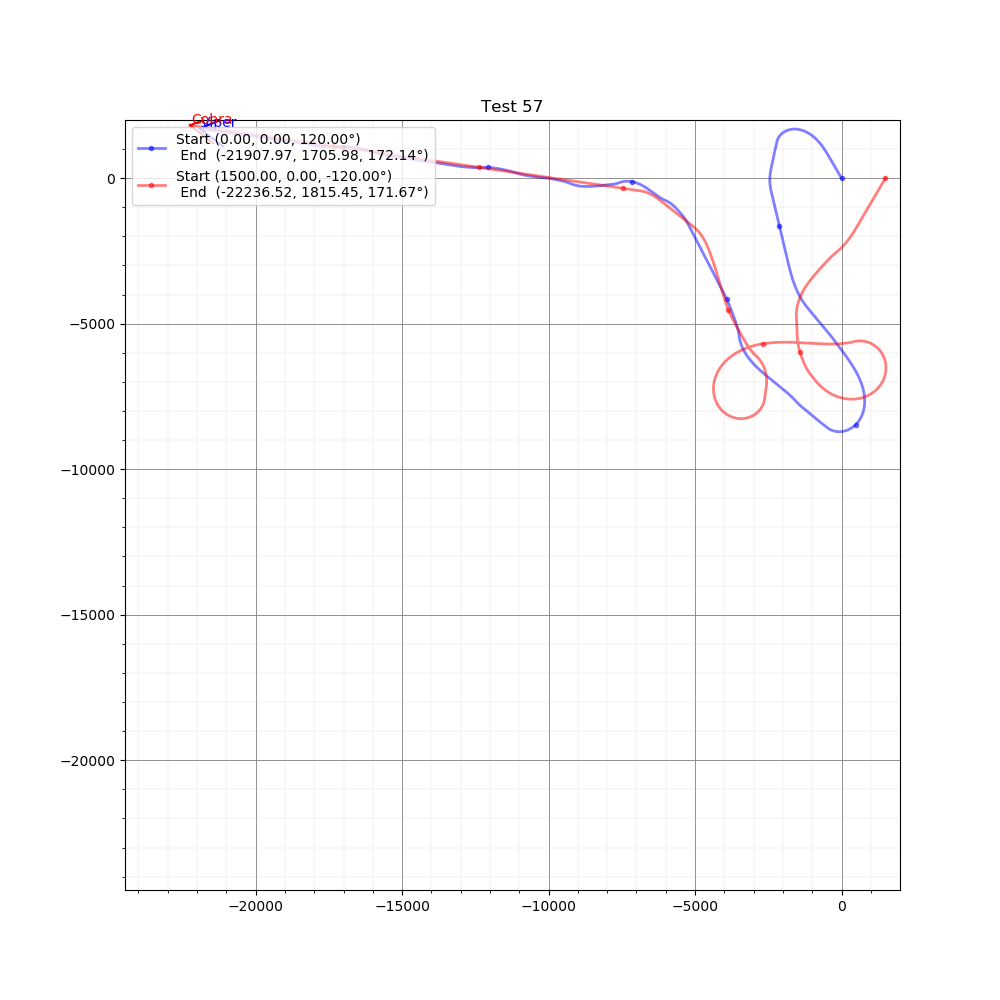 Test 57
Cobra
Start (0.00, 0.00, 120.00°)
End (-21907.97, 1705.98, 172.14°)
Start (1500.00, 0.00, -120.00°)
End (-22236.52, 1815.45, 171.67°)
0
−5000
−10000
−15000
−20000
−20000 −15000 −10000 −5000 0